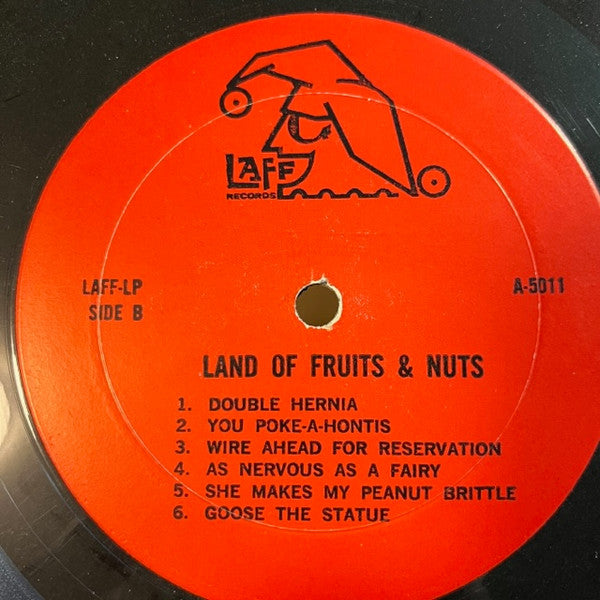 LAFF
RECORDS
LAFF-LP
SIDE B
A-5011
LAND OF FRUITS & NUTS
1. DOUBLE HERNIA
2. YOU POKE-A-HONTIS
3. WIRE AHEAD FOR RESERVATION
4. AS NERVOUS AS A FAIRY
5. SHE MAKES MY PEANUT BRITTLE
6. GOOSE THE STATUE